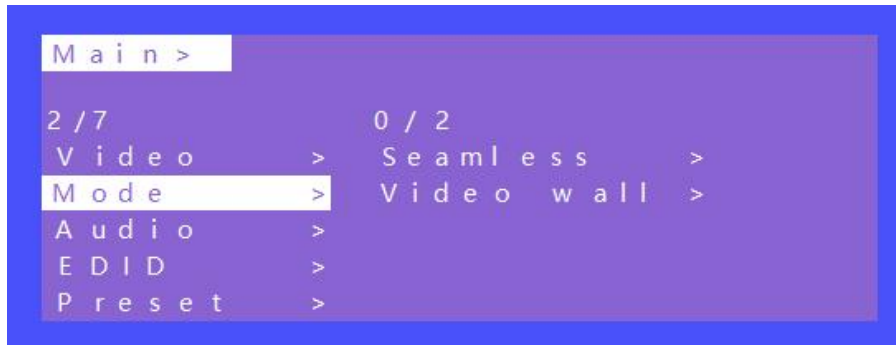 Main>
2/7 0/2
Video > Seamless >
Mode > Video wall >
Audio >
EDID >
Preset >